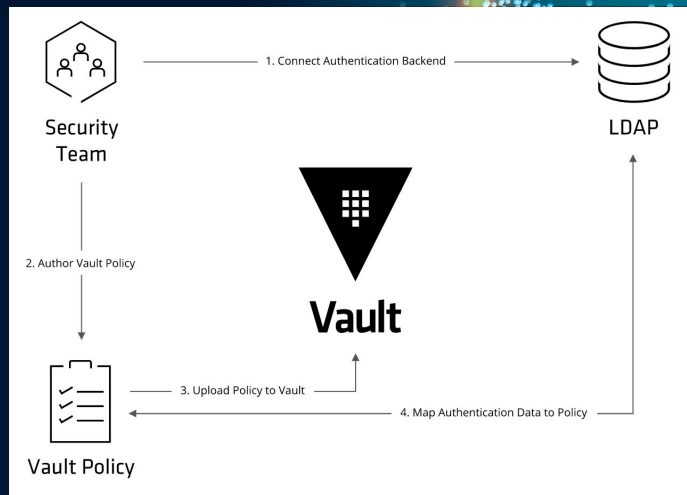 1. Connect Authentication Backend
Security
Team
LDAP
2. Author Vault Policy
Vault
3. Upload Policy to Vault
4. Map Authentication Data to Policy
Vault Policy